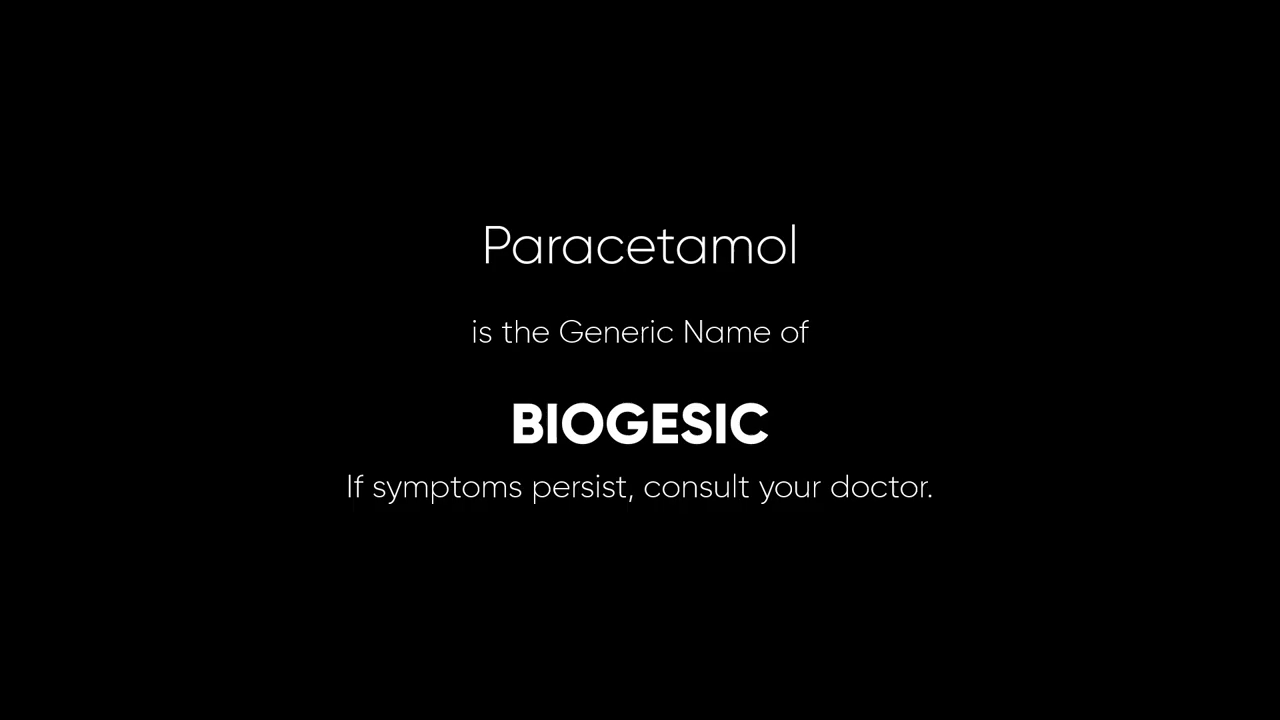 Paracetamol
is the Generic Name of
BIOGESIC
If symptoms persist, consult your doctor.